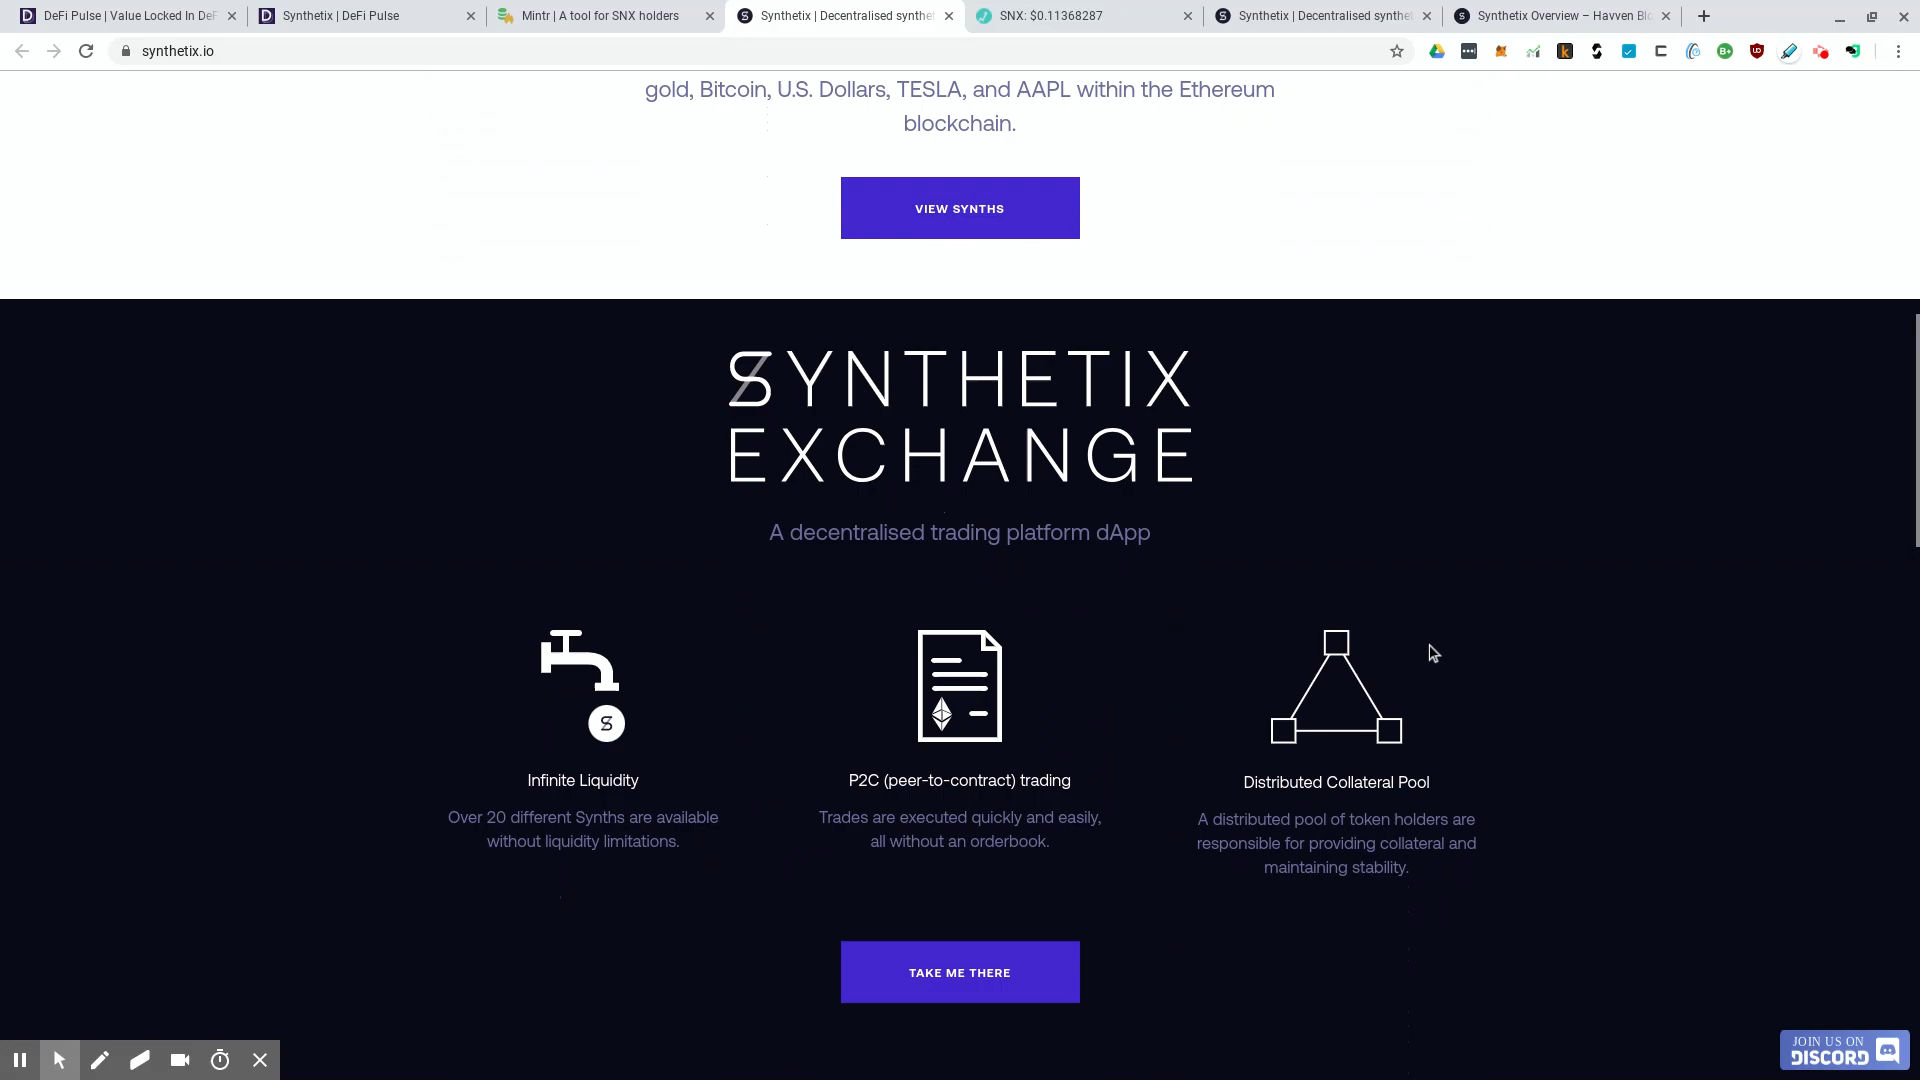 DeFi Pulse | Value Locked In DeF
Synthetix | DeFi Pulse
Mintr | A tool for SNX holders
Synthetix | Decentralised synthe
SNX: $0.11368287
Synthetix | Decentralised synthe
Synthetix Overview – Havven Blo
synthetix.io
gold, Bitcoin, U.S. Dollars, TESLA, and AAPL within the Ethereum
blockchain.
VIEW SYNTHS
SYNTHETIX
EXCHANGE
A decentralised trading platform dApp
Infinite Liquidity
Over 20 different Synths are available
without liquidity limitations.
P2C (peer-to-contract) trading
Trades are executed quickly and easily,
all without an orderbook.
Distributed Collateral Pool
A distributed pool of token holders are
responsible for providing collateral and
maintaining stability.
TAKE ME THERE
JOIN US ON
DISCORD